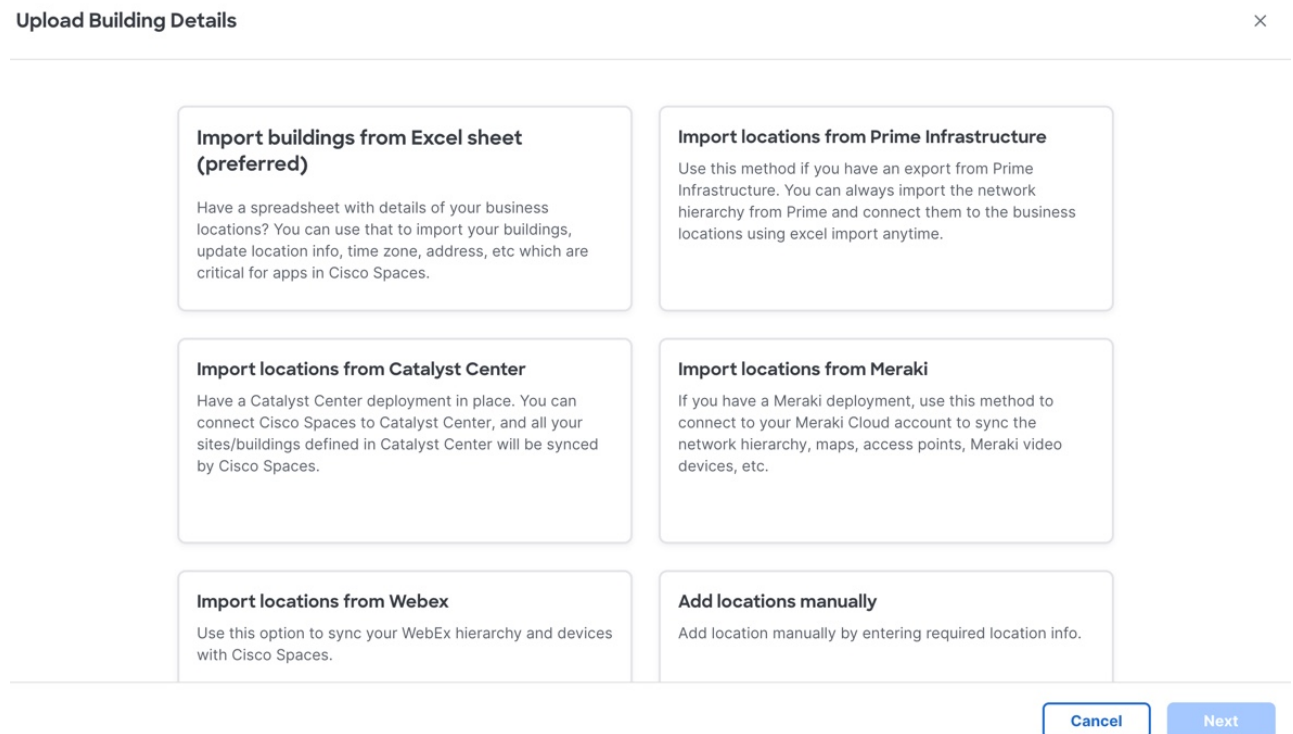 Upload Building Details
Import buildings from Excel sheet
(preferred)
Have a spreadsheet with details of your business
locations? You can use that to import your buildings,
update location info, time zone, address, etc which are
critical for apps in Cisco Spaces.
Import locations from Prime Infrastructure
Use this method if you have an export from Prime
Infrastructure. You can always import the network
hierarchy from Prime and connect them to the business
locations using excel import anytime.
Import locations from Catalyst Center
Have a Catalyst Center deployment in place. You can
connect Cisco Spaces to Catalyst Center, and all your
sites/buildings defined in Catalyst Center will be synced
by Cisco Spaces.
Import locations from Meraki
If you have a Meraki deployment, use this method to
connect to your Meraki Cloud account to sync the
network hierarchy, maps, access points, Meraki video
devices, etc.
Import locations from Webex
Use this option to sync your WebEx hierarchy and devices
with Cisco Spaces.
Add locations manually
Add location manually by entering required location info.
Cancel
Next